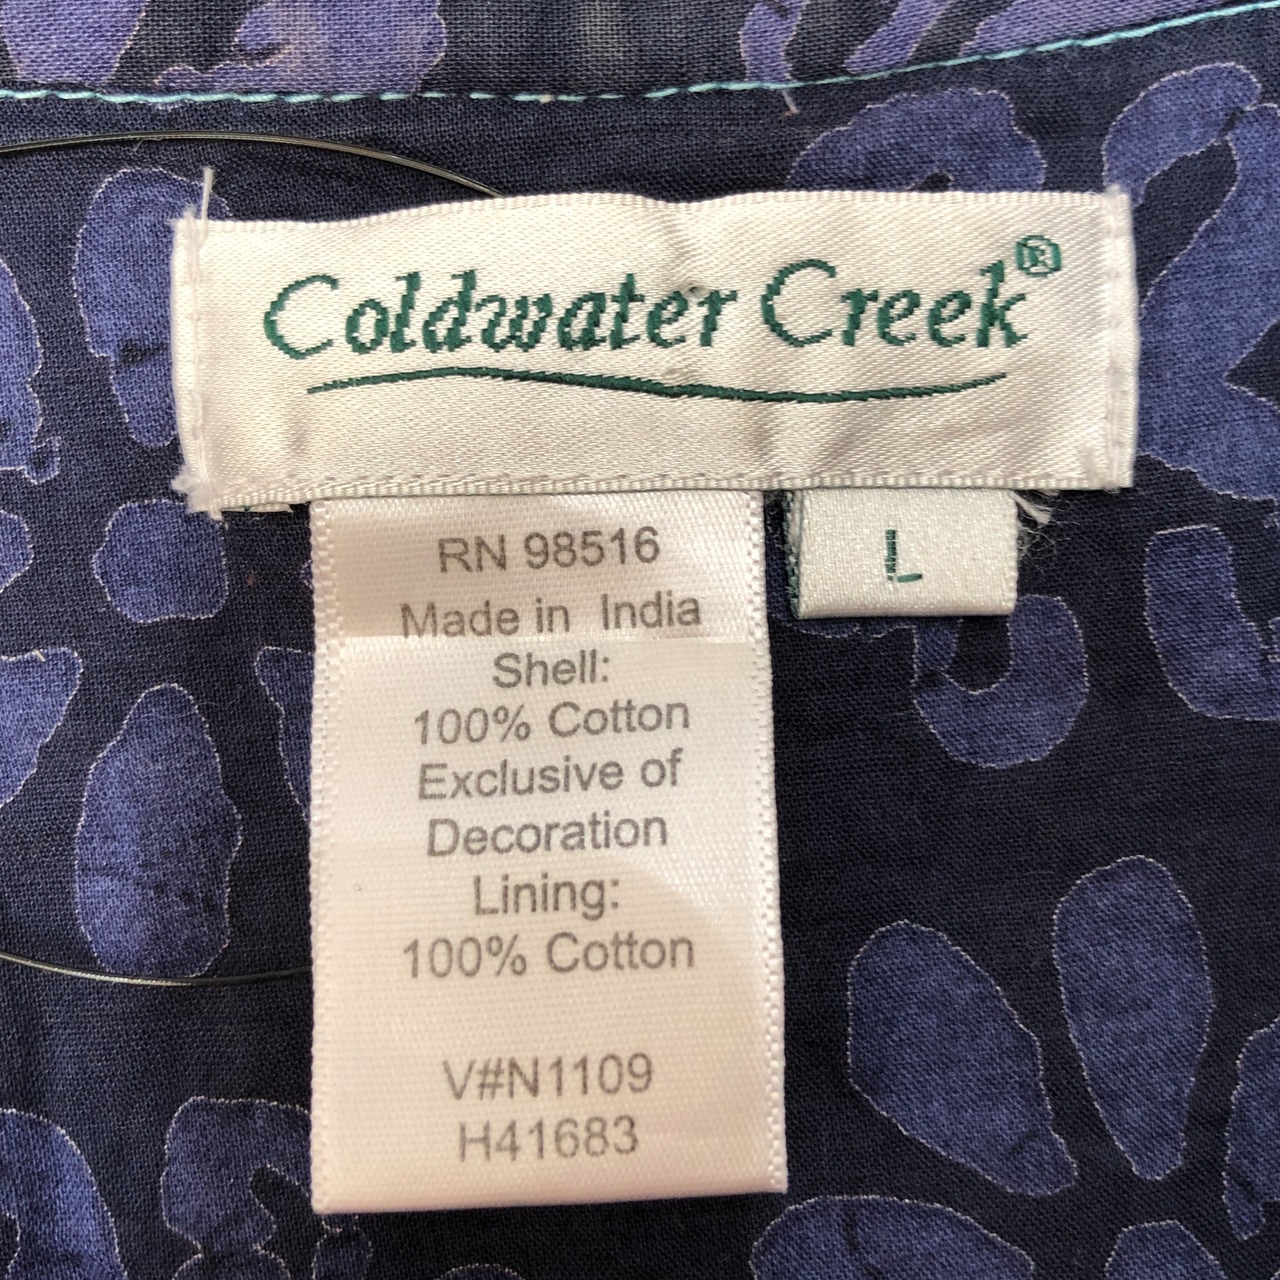 Coldwater Creek®
L
RN 98516
Made in India
Shell:
100% Cotton
Exclusive of
Decoration
Lining:
100% Cotton
V#N1109
H41683